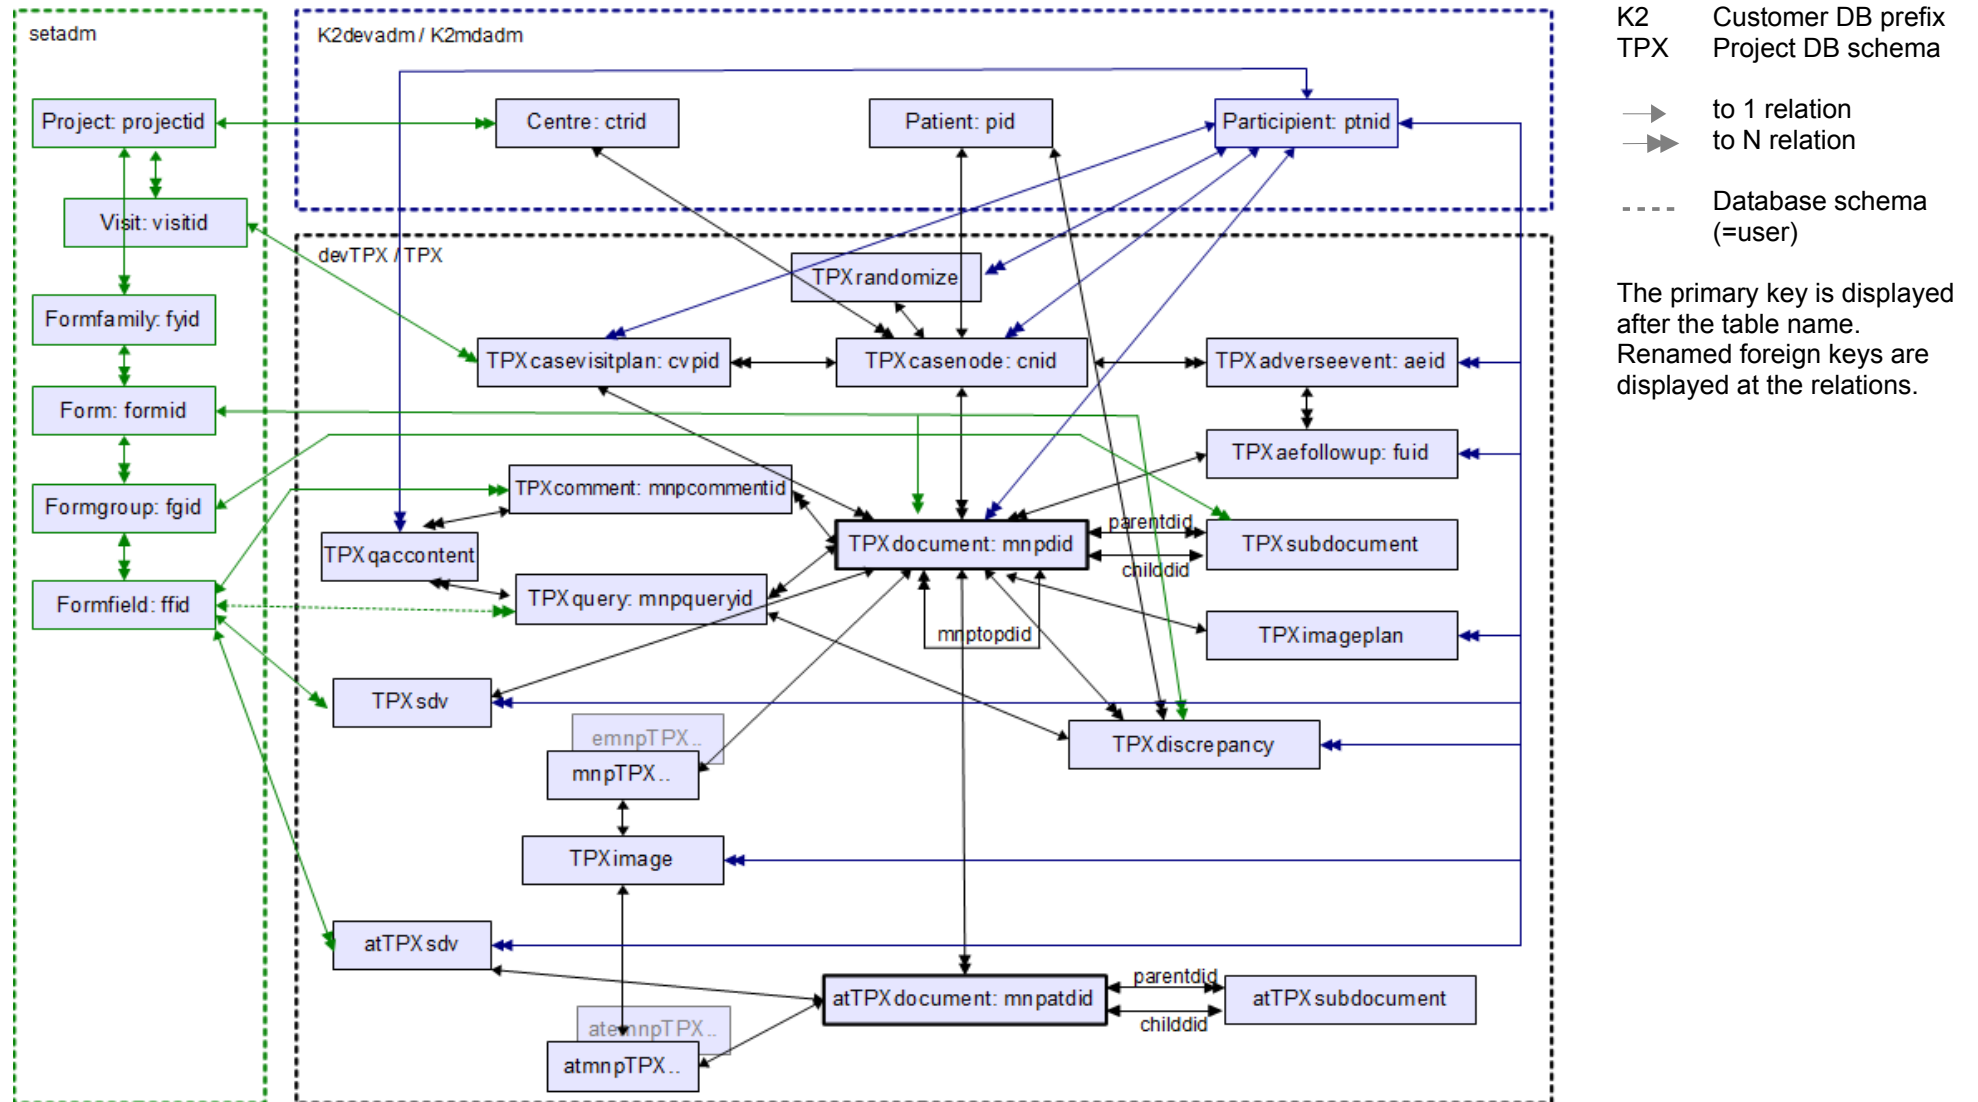 setadm
K2devadm / K2mdadm
K2 Customer DB prefix
TPX Project DB schema
to 1 relation
to N relation
Database schema
(=user)
The primary key is displayed
after the table name.
Renamed foreign keys are
displayed at the relations.
Project: projectid
Centre: ctrid
Patient: pid
Participient: ptnid
Visit: visitid
devTPX / TPX
TPXrandomize
Formfamily: fyid
TPXcasevisitplan: cvpid
TPXcasenode: cnid
TPXadverseevent: aeid
Form: formid
TPXaefollowup: fuid
Formgroup: fgid
TPXcomment: mnpcommentid
TPXqaccontent
TPXdocument: mnpdid
parentdid
childdid
TPXsubdocument
Formfield: ffid
TPXquery: mnpqueryid
mnptopdid
TPXimageplan
TPXsdv
emnpTPX..
mnpTPX..
TPXdiscrepancy
TPXimage
atTPXsdv
atTPXdocument: mnpatdid
parentdid
childdid
atTPXsubdocument
atemnpTPX..
atmnpTPX..